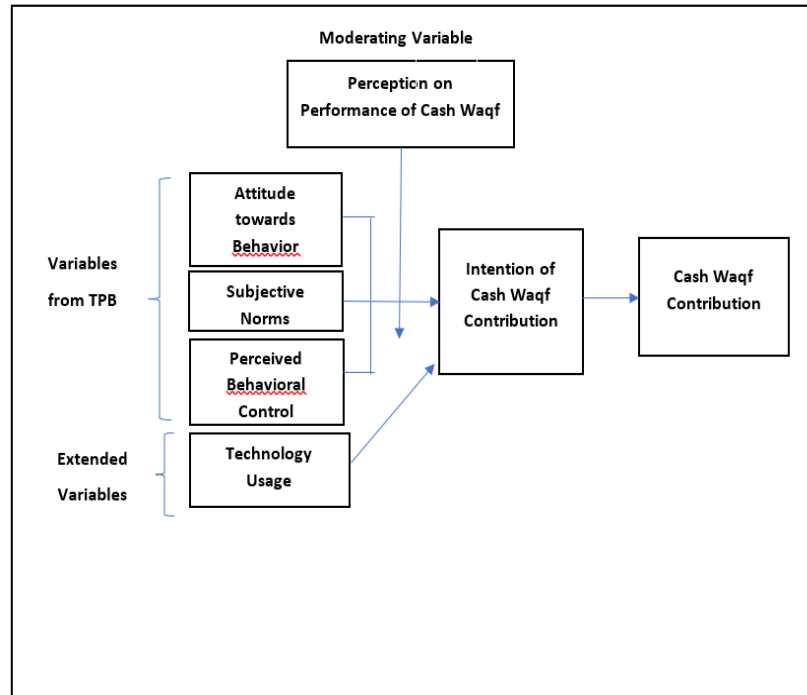 Moderating Variable
Perception on
Performance of Cash Waqf
Attitude
towards
Behavior
Variables
from TPB
Subjective
Norms
Perceived
Behavioral
Control
Intention of
Cash Waqf
Contribution
Cash Waqf
Contribution
Extended
Variables
Technology
Usage